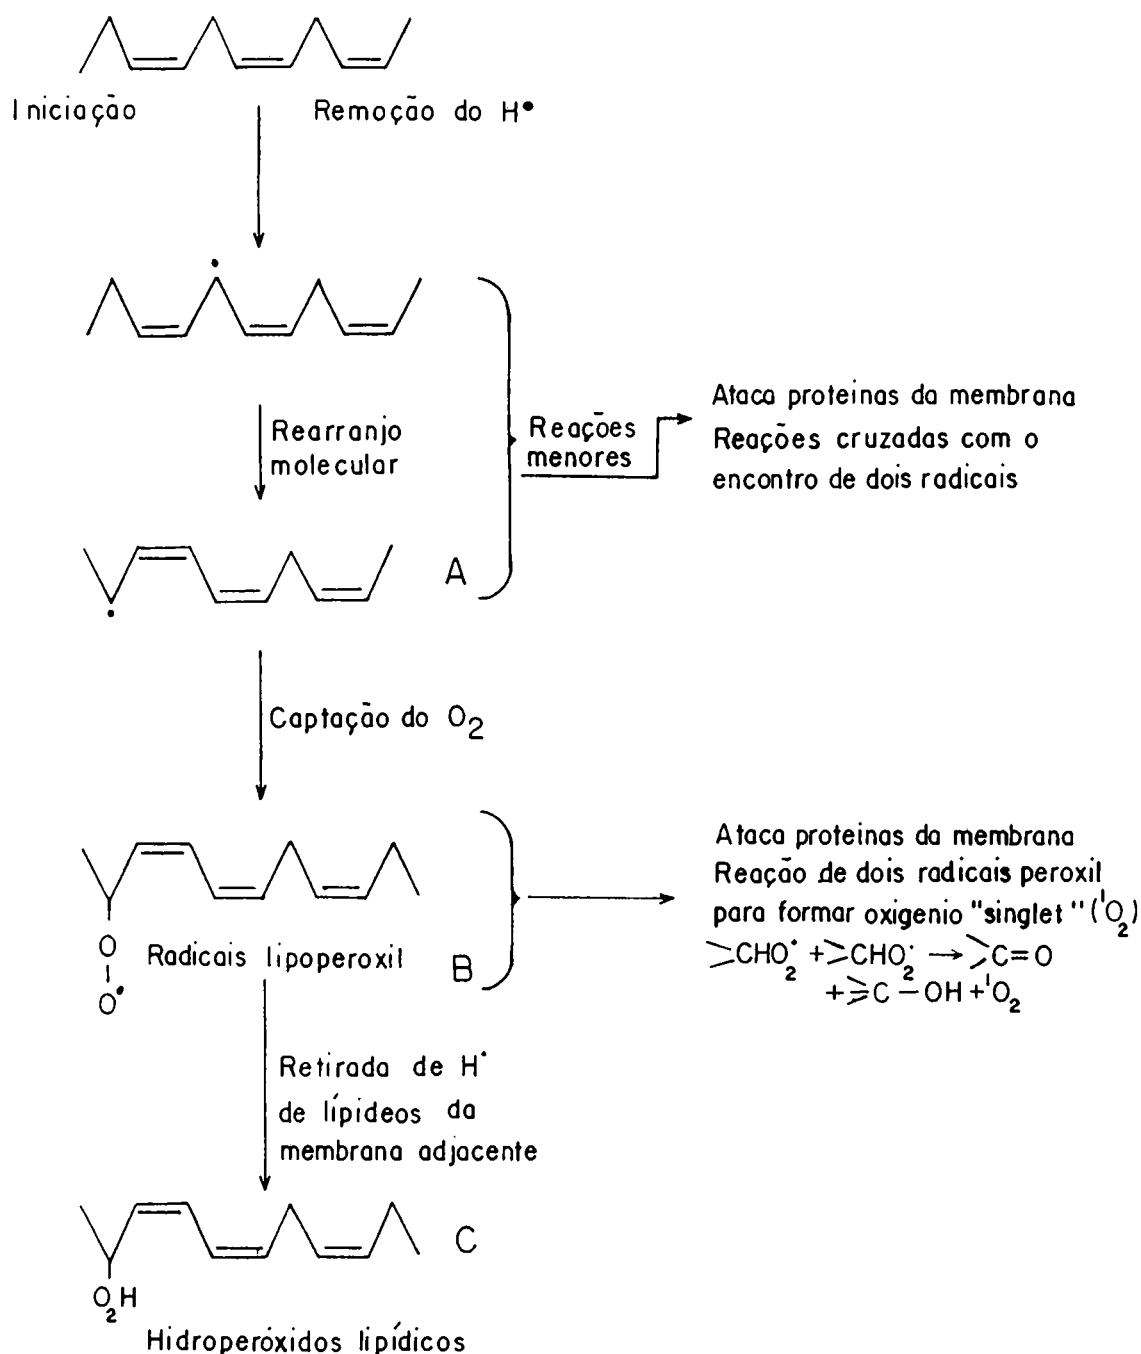 Iniciação
Remoção do H•
Rearranjo
molecular
Reações
menores
Ataca proteinas da membrana
Reações cruzadas com o
encontro de dois radicais
A
Captação do O2
Ataca proteinas da membrana
Reação de dois radicais peroxil
para formar oxigenio "singlet" (¹O2)
>CHO2˙ + >CHO2˙ → >C=O
+ ⩾C – OH + ¹O2
O
O•
Radicais lipoperoxil
B
Retirada de H˙
de lípideos da
membrana adjacente
C
O2H
Hidroperóxidos lipídicos